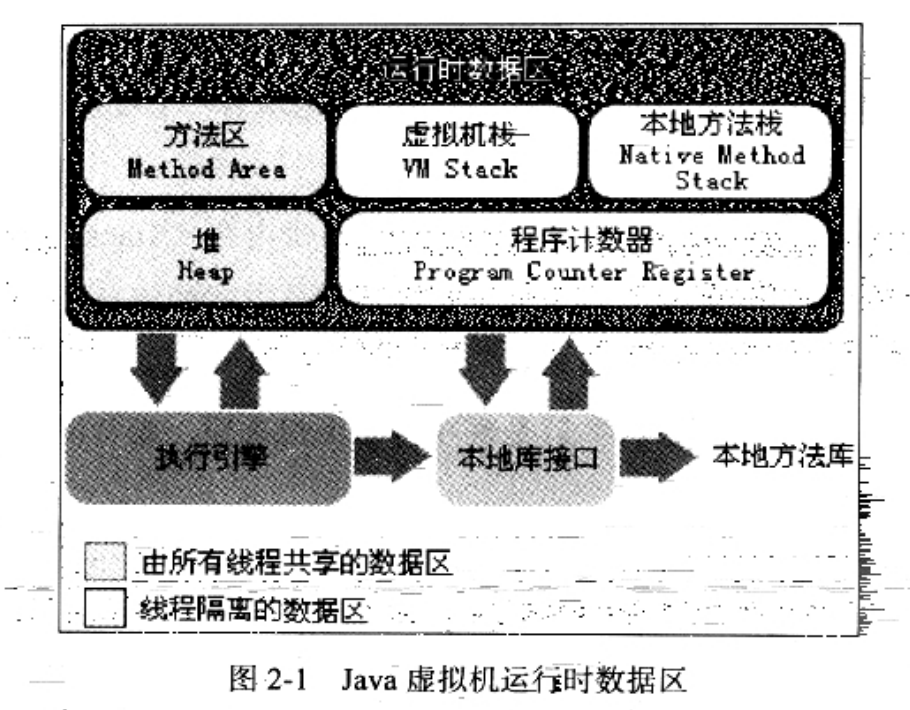 运行时数据区
方法区
Method Area
虚拟机栈
VM Stack
本地方法栈
Native Method
Stack
堆
Heap
程序计数器
Program Counter Register
执行引擎
本地库接口
本地方法库
由所有线程共享的数据区
线程隔离的数据区
图 2-1 Java 虚拟机运行时数据区